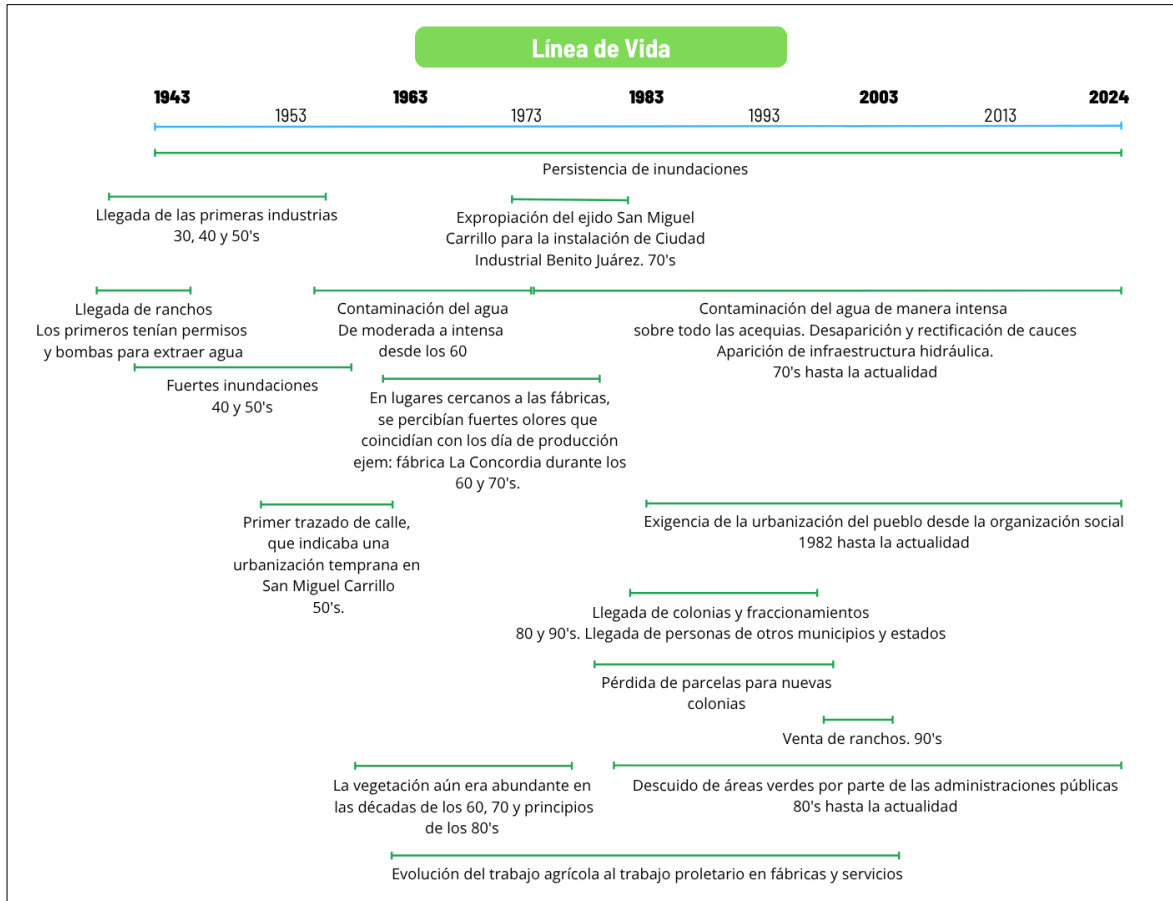 Línea de Vida
1943
1953
1963
1973
1983
1993
2003
2013
2024
Persistencia de inundaciones
Llegada de las primeras industrias
30, 40 y 50's
Expropiación del ejido San Miguel
Carrillo para la instalación de Ciudad
Industrial Benito Juárez. 70's
Llegada de ranchos
Los primeros tenían permisos
y bombas para extraer agua
Contaminación del agua
De moderada a intensa
desde los 60
Contaminación del agua de manera intensa
sobre todo las acequias. Desaparición y rectificación de cauces
Aparición de infraestructura hidráulica.
70's hasta la actualidad
Fuertes inundaciones
40 y 50's
En lugares cercanos a las fábricas,
se percibían fuertes olores que
coincidían con los día de producción
ejem: fábrica La Concordia durante los
60 y 70's.
Primer trazado de calle,
que indicaba una
urbanización temprana en
San Miguel Carrillo
50's.
Exigencia de la urbanización del pueblo desde la organización social
1982 hasta la actualidad
Llegada de colonias y fraccionamientos
80 y 90's. Llegada de personas de otros municipios y estados
Pérdida de parcelas para nuevas
colonias
Venta de ranchos. 90's
La vegetación aún era abundante en
las décadas de los 60, 70 y principios
de los 80's
Descuido de áreas verdes por parte de las administraciones públicas
80's hasta la actualidad
Evolución del trabajo agrícola al trabajo proletario en fábricas y servicios